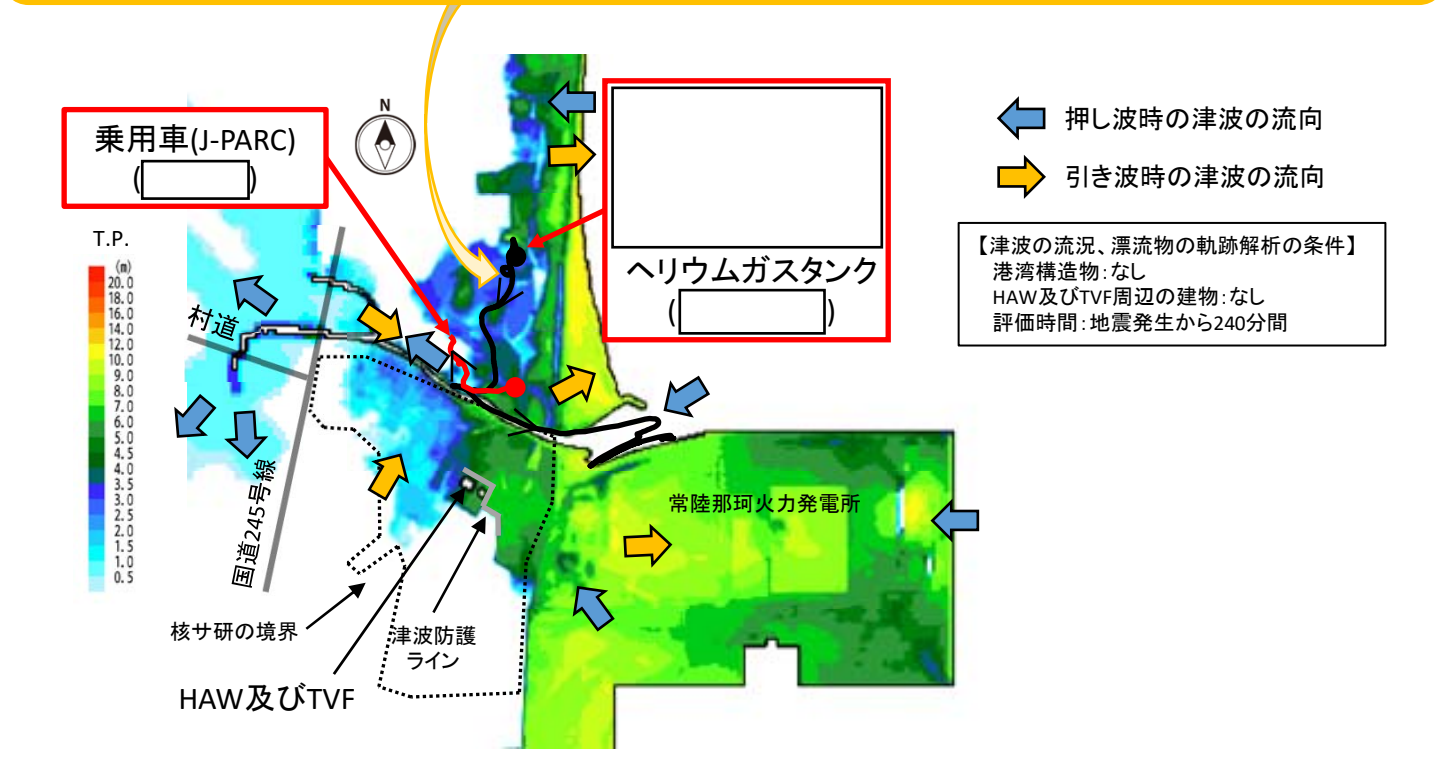 乗用車(J-PARC)
( )
N
T.P.
(m)
20.0
18.0
16.0
14.0
12.0
10.0
9.0
8.0
7.0
6.0
5.0
4.5
4.0
3.5
3.0
2.5
2.0
1.5
1.0
0.5
ヘリウムガスタンク
( )
押し波時の津波の流向
引き波時の津波の流向
【津波の流況、漂流物の軌跡解析の条件】
港湾構造物：なし
HAW及びTVF周辺の建物：なし
評価時間：地震発生から240分間
村道
国道245号線
常陸那珂火力発電所
核サ研の境界
津波防護
ライン
HAW及びTVF